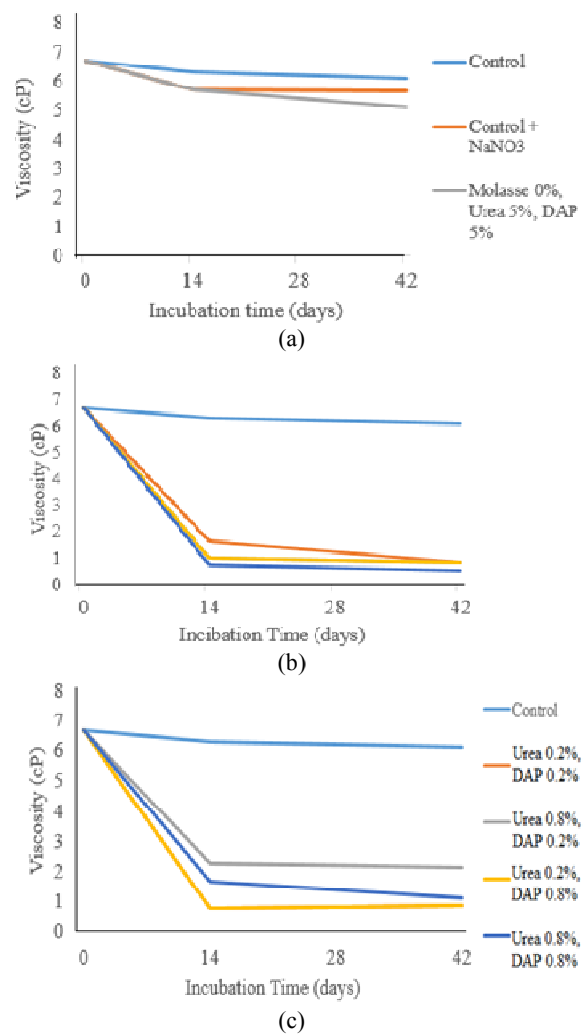 8
7
6
5
4
3
2
1
0
Viscosity (cP)
0
14
28
42
Incubation time (days)
Control
Control +
NaNO3
Molasse 0%,
Urea 5%, DAP
5%
(a)
8
7
6
5
4
3
2
1
0
Viscosity (cP)
0
14
28
42
Incibation Time (days)
(b)
8
7
6
5
4
3
2
1
0
Viscosity (cP)
0
14
28
42
Incubation Time (days)
Control
Urea 0.2%,
DAP 0.2%
Urea 0.8%,
DAP 0.2%
Urea 0.2%,
DAP 0.8%
Urea 0.8%,
DAP 0.8%
(c)